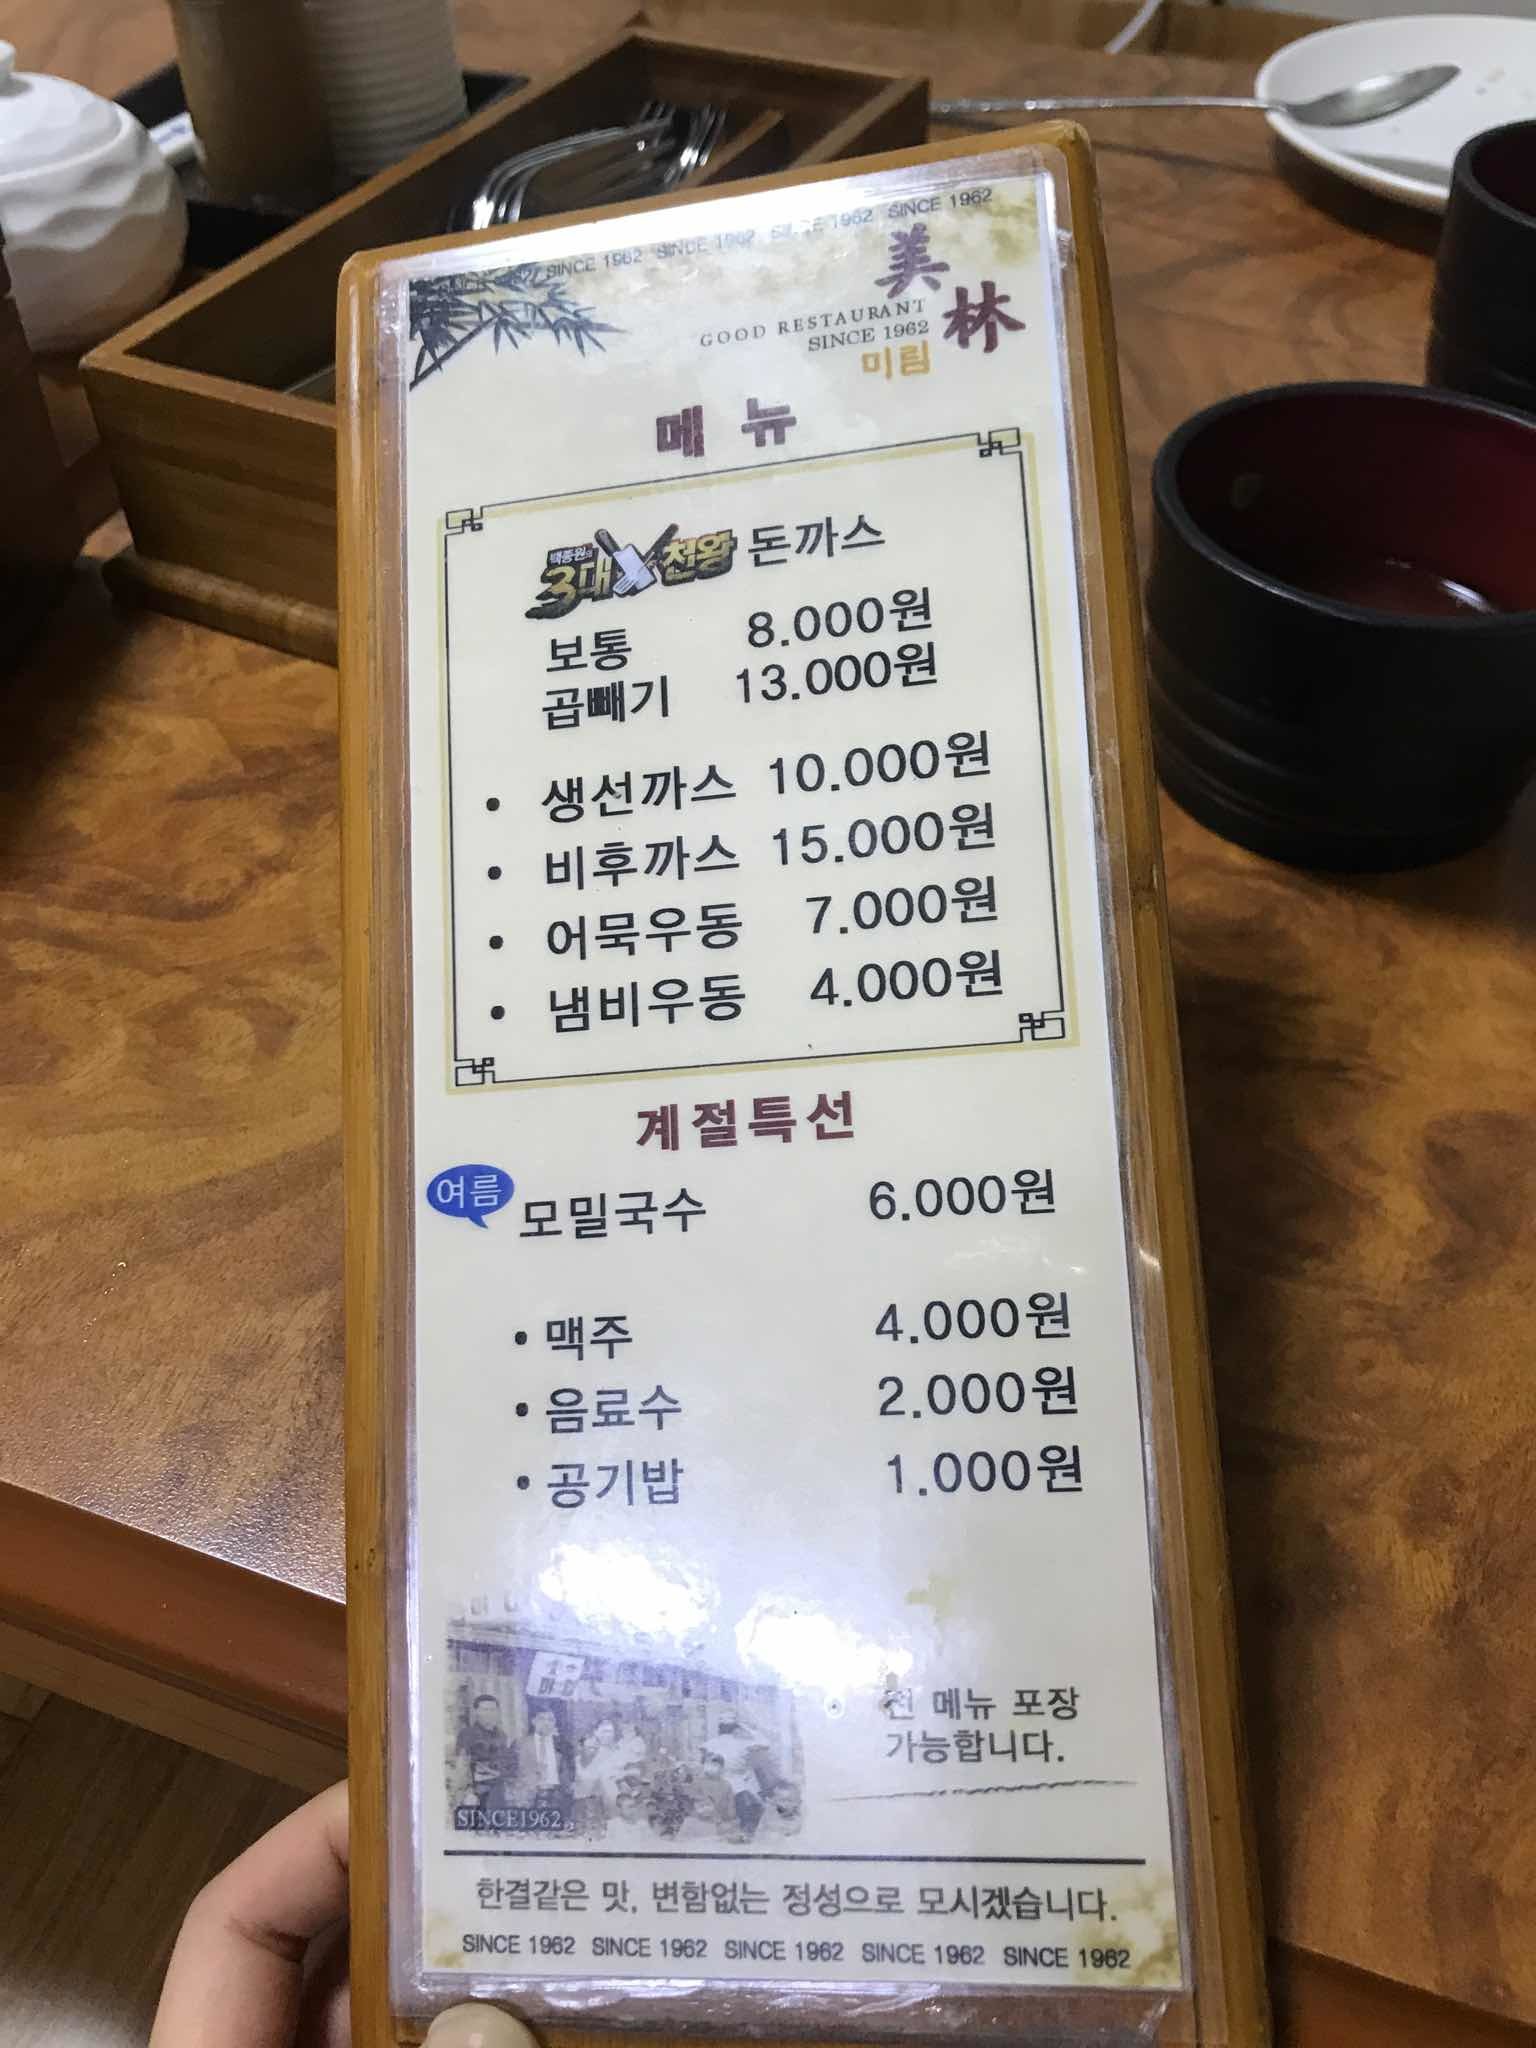 SINCE 1962 SINCE 1962 SINCE 1962 SINCE 1962
美林
GOOD RESTAURANT
SINCE 1962
미림
메뉴
백종원의 3대천왕 돈까스
보통 8.000원
곱빼기 13.000원
• 생선까스 10.000원
• 비후까스 15.000원
• 어묵우동 7.000원
• 냄비우동 4.000원
계절특선
여름 모밀국수 6.000원
• 맥주 4.000원
• 음료수 2.000원
• 공기밥 1.000원
전 메뉴 포장
가능합니다.
SINCE1962
한결같은 맛, 변함없는 정성으로 모시겠습니다.
SINCE 1962 SINCE 1962 SINCE 1962 SINCE 1962 SINCE 1962